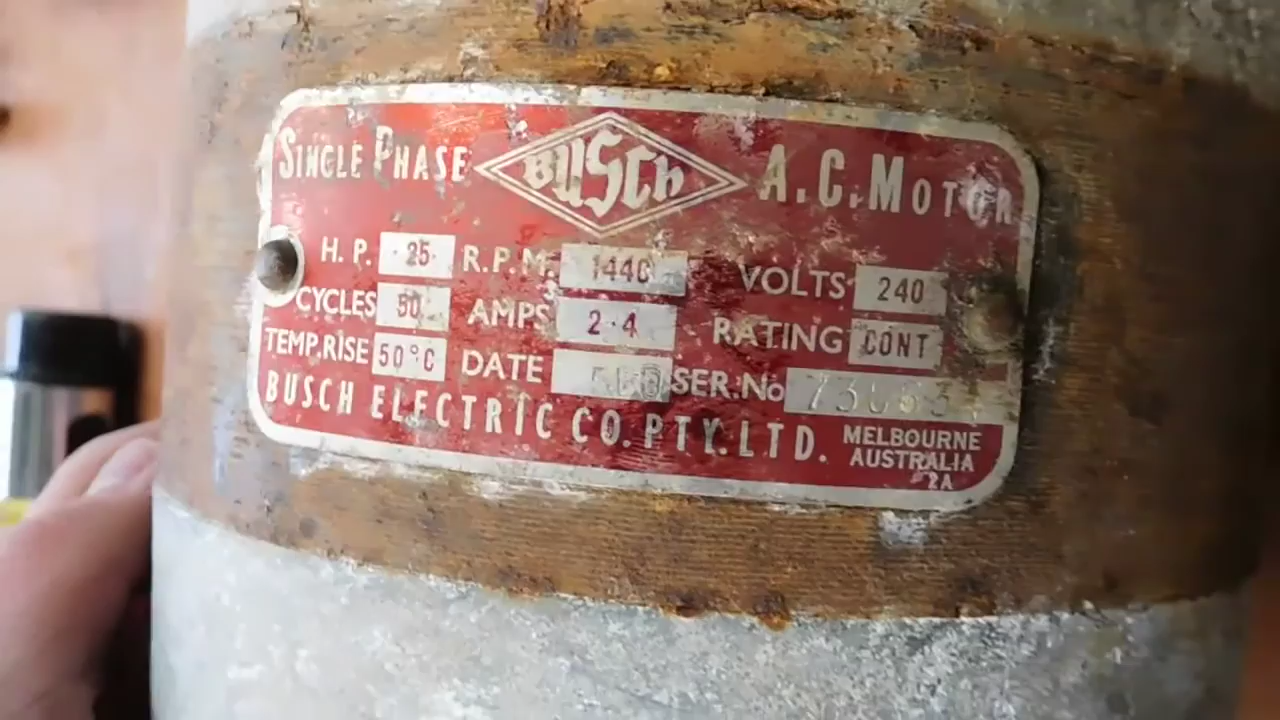 SINGLE PHASE BUSCH A.C. MOTOR
H.P. ·25· R.P.M. 1440 VOLTS 240
CYCLES 50 AMPS 2·4 RATING CONT
TEMP. RISE 50°C DATE SER. No
BUSCH ELECTRIC CO. PTY. LTD. MELBOURNE
AUSTRALIA
2A